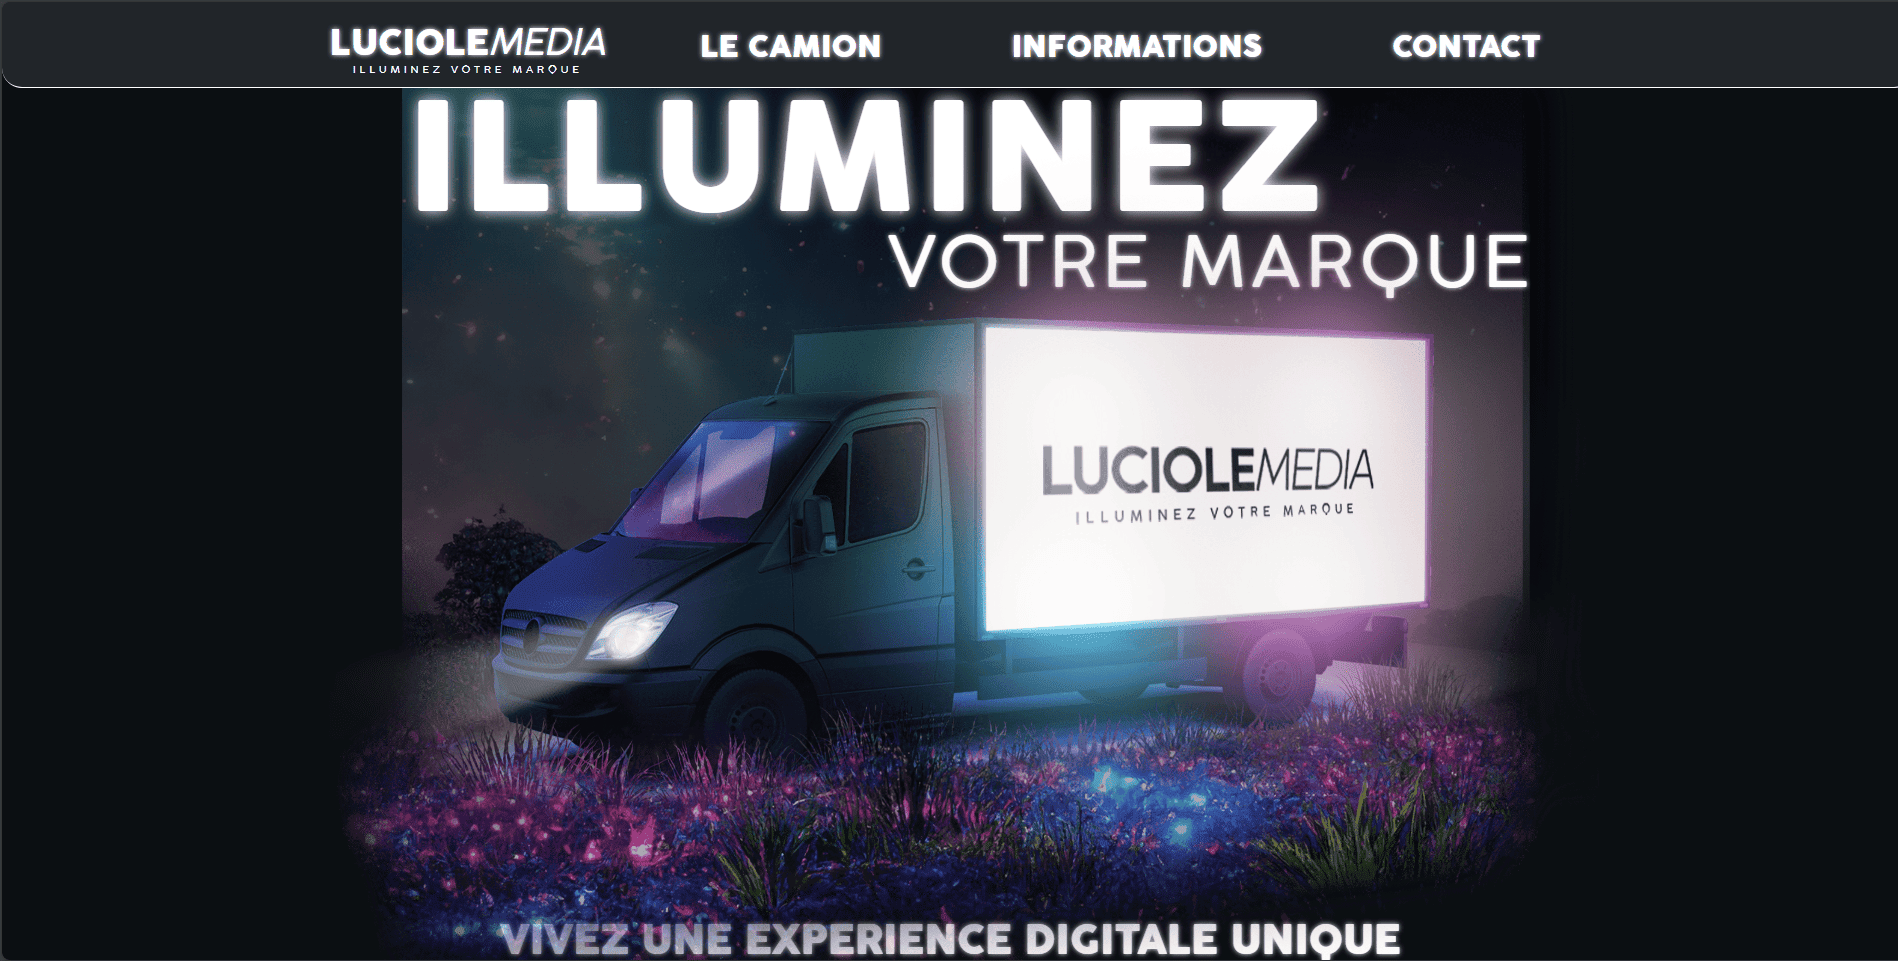 LUCIOLEMEDIA
ILLUMINEZ VOTRE MARQUE
LE CAMION
INFORMATIONS
CONTACT
ILLUMINEZ
VOTRE MARQUE
LUCIOLEMEDIA
ILLUMINEZ VOTRE MARQUE
VIVEZ UNE EXPERIENCE DIGITALE UNIQUE